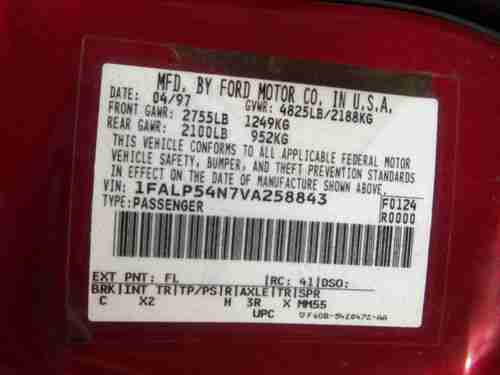 MFD. BY FORD MOTOR CO. IN U.S.A.
DATE: 04/97 GVWR: 4825LB/2188KG
FRONT GAWR: 2755LB 1249KG
REAR GAWR: 2100LB 952KG
THIS VEHICLE CONFORMS TO ALL APPLICABLE FEDERAL MOTOR
VEHICLE SAFETY, BUMPER, AND THEFT PREVENTION STANDARDS
IN EFFECT ON THE DATE OF MANUFACTURE SHOWN ABOVE.
VIN: 1FALP54N7VA258843 F0124
TYPE: PASSENGER R0000
EXT PNT: FL |RC: 41|DSO:
BRK|INT TR|TP/PS|R|AXLE|TR|SPR
C X2 H 3R X MM55
UPC